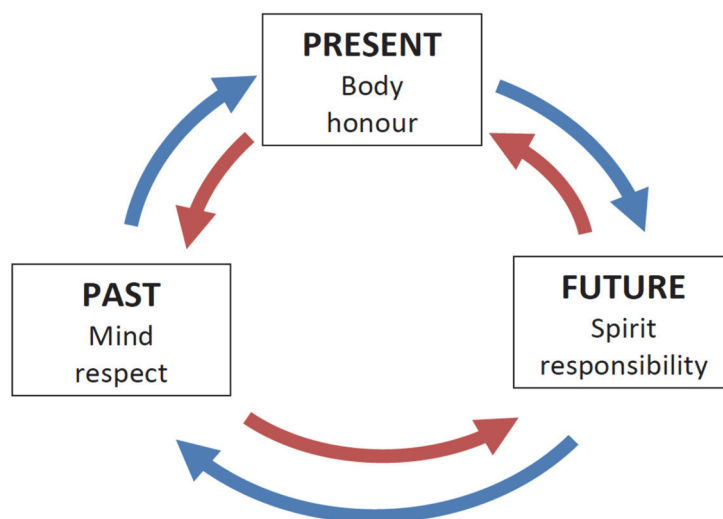 PRESENT
Body
honour
PAST
Mind
respect
FUTURE
Spirit
responsibility